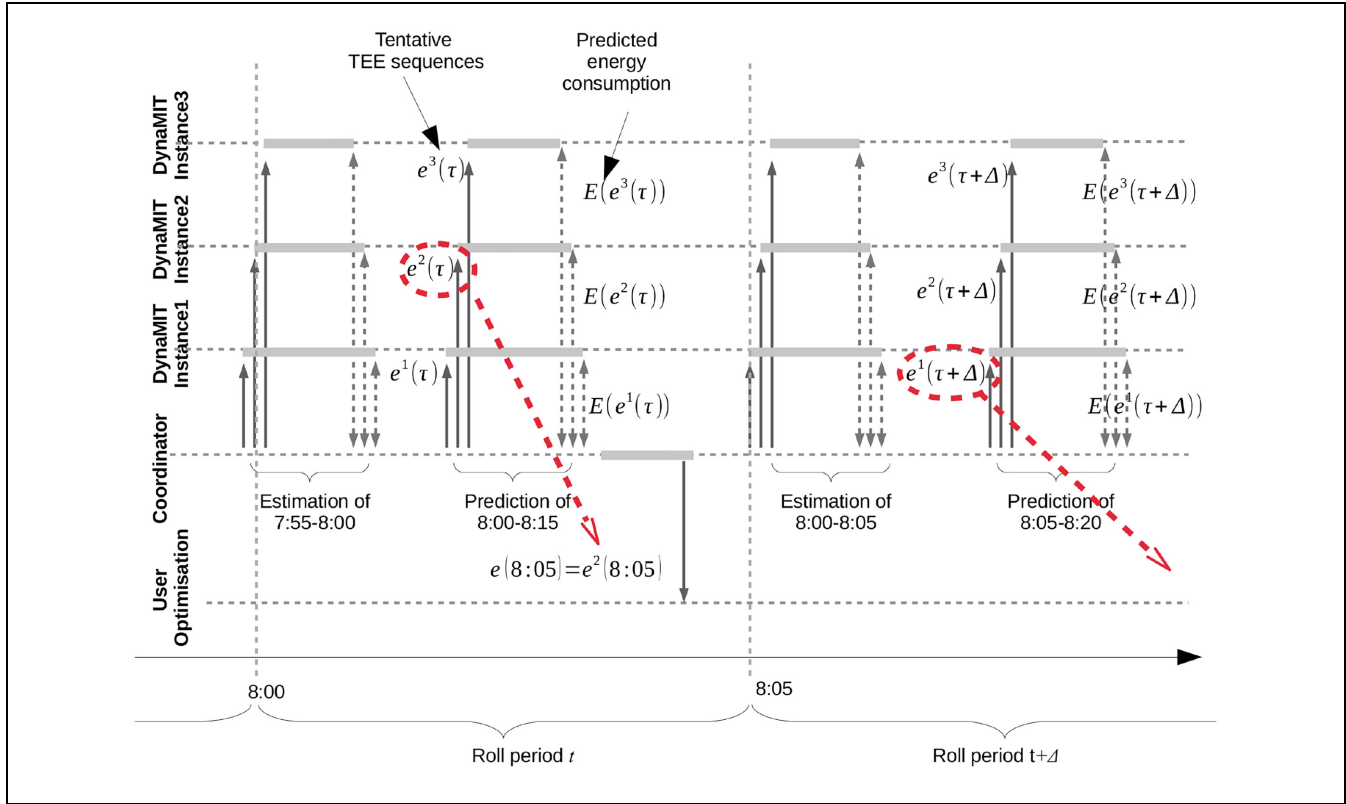 Tentative
TEE sequences
Predicted
energy
consumption
DynaMIT
Instance3
DynaMIT
Instance2
DynaMIT
Instance1
Coordinator
User
Optimisation
e³(τ)
E(e³(τ))
e³(τ+Δ)
E(e³(τ+Δ))
e²(τ)
E(e²(τ))
e²(τ+Δ)
E(e²(τ+Δ))
e¹(τ)
E(e¹(τ))
e¹(τ+Δ)
E(e¹(τ+Δ))
Estimation of
7:55-8:00
Prediction of
8:00-8:15
Estimation of
8:00-8:05
Prediction of
8:05-8:20
e(8:05)=e²(8:05)
8:00
8:05
Roll period t
Roll period t+Δ